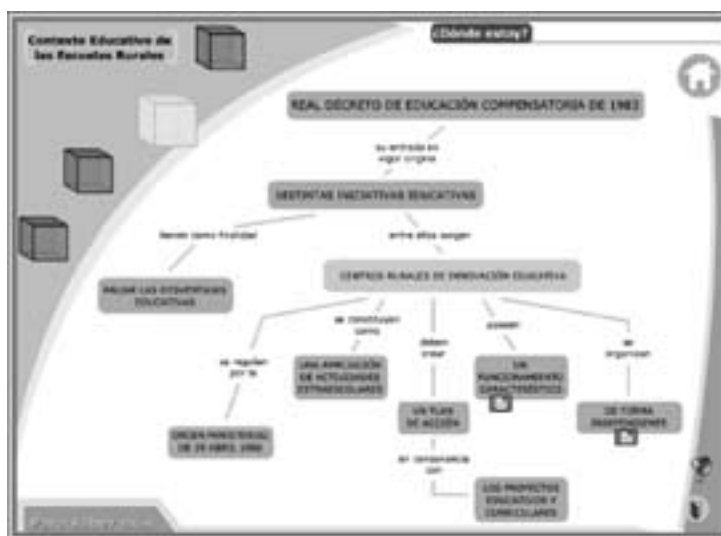 Contexto Educativo de
las Escuelas Rurales
¿Dónde estoy?
REAL DECRETO DE EDUCACIÓN COMPENSATORIA DE 1983
su entrada en
vigor origina
DISTINTAS INICIATIVAS EDUCATIVAS
tienen como finalidad
entre ellas surgen
PALIAR LAS DESVENTAJAS
EDUCATIVAS
CENTROS RURALES DE INNOVACIÓN EDUCATIVA
se regulan
por la
se constituyen
como
deben
crear
poseen
se
organizan
ORDEN MINISTERIAL
DE 29 ABRIL 1996
UNA AMPLIACIÓN
DE ACTIVIDADES
EXTRAESCOLARES
UN PLAN
DE ACCIÓN
UN
FUNCIONAMIENTO
CARACTERÍSTICO
DE FORMA
INDEPENDIENTE
en consonancia
con
LOS PROYECTOS
EDUCATIVOS Y
CURRICULARES